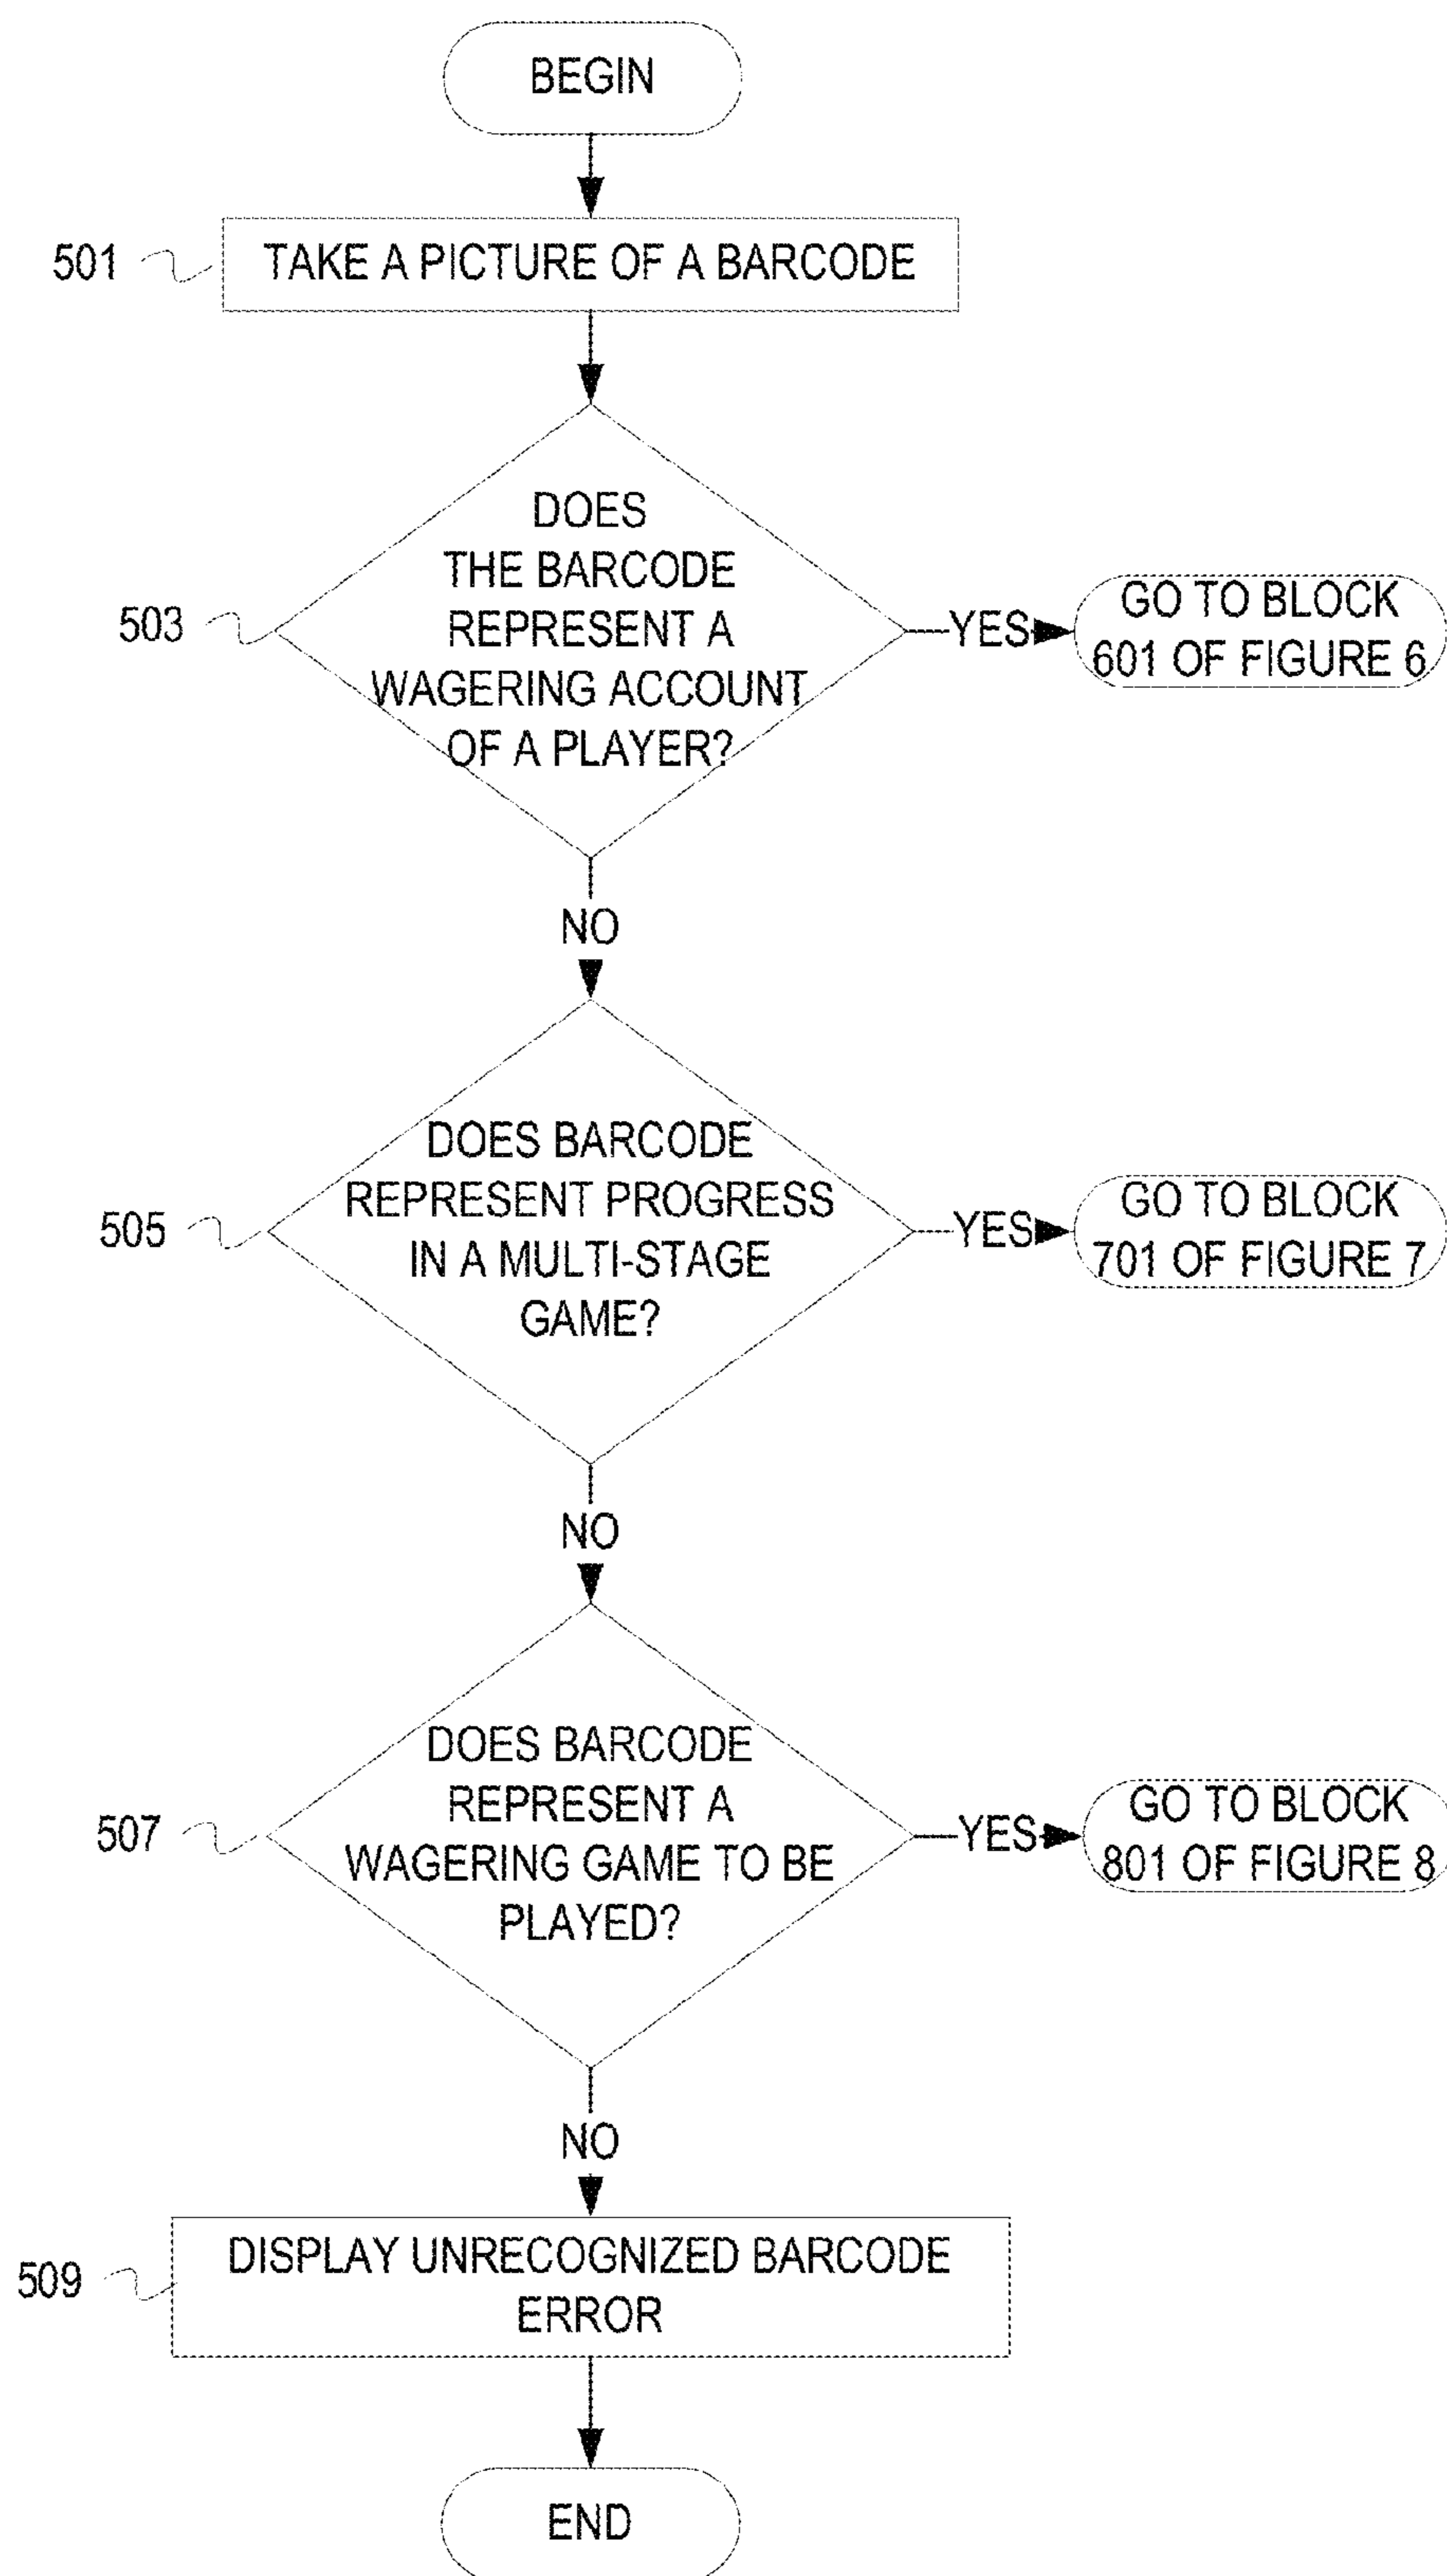 BEGIN
501
TAKE A PICTURE OF A BARCODE
DOES
THE BARCODE
REPRESENT A
WAGERING ACCOUNT
OF A PLAYER?
503
YES
GO TO BLOCK
601 OF FIGURE 6
NO
DOES BARCODE
REPRESENT PROGRESS
IN A MULTI-STAGE
GAME?
505
YES
GO TO BLOCK
701 OF FIGURE 7
NO
DOES BARCODE
REPRESENT A
WAGERING GAME TO BE
PLAYED?
507
YES
GO TO BLOCK
801 OF FIGURE 8
NO
509
DISPLAY UNRECOGNIZED BARCODE
ERROR
END